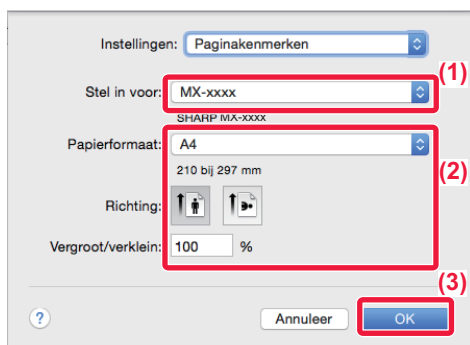 Instellingen: Paginakenmerken
(1)
Stel in voor: MX-xxxx
SHARP MX-xxxx
Papierformaat: A4
210 bij 297 mm
(2)
Richting:
Vergroot/verklein: 100 %
(3)
? Annuleer OK